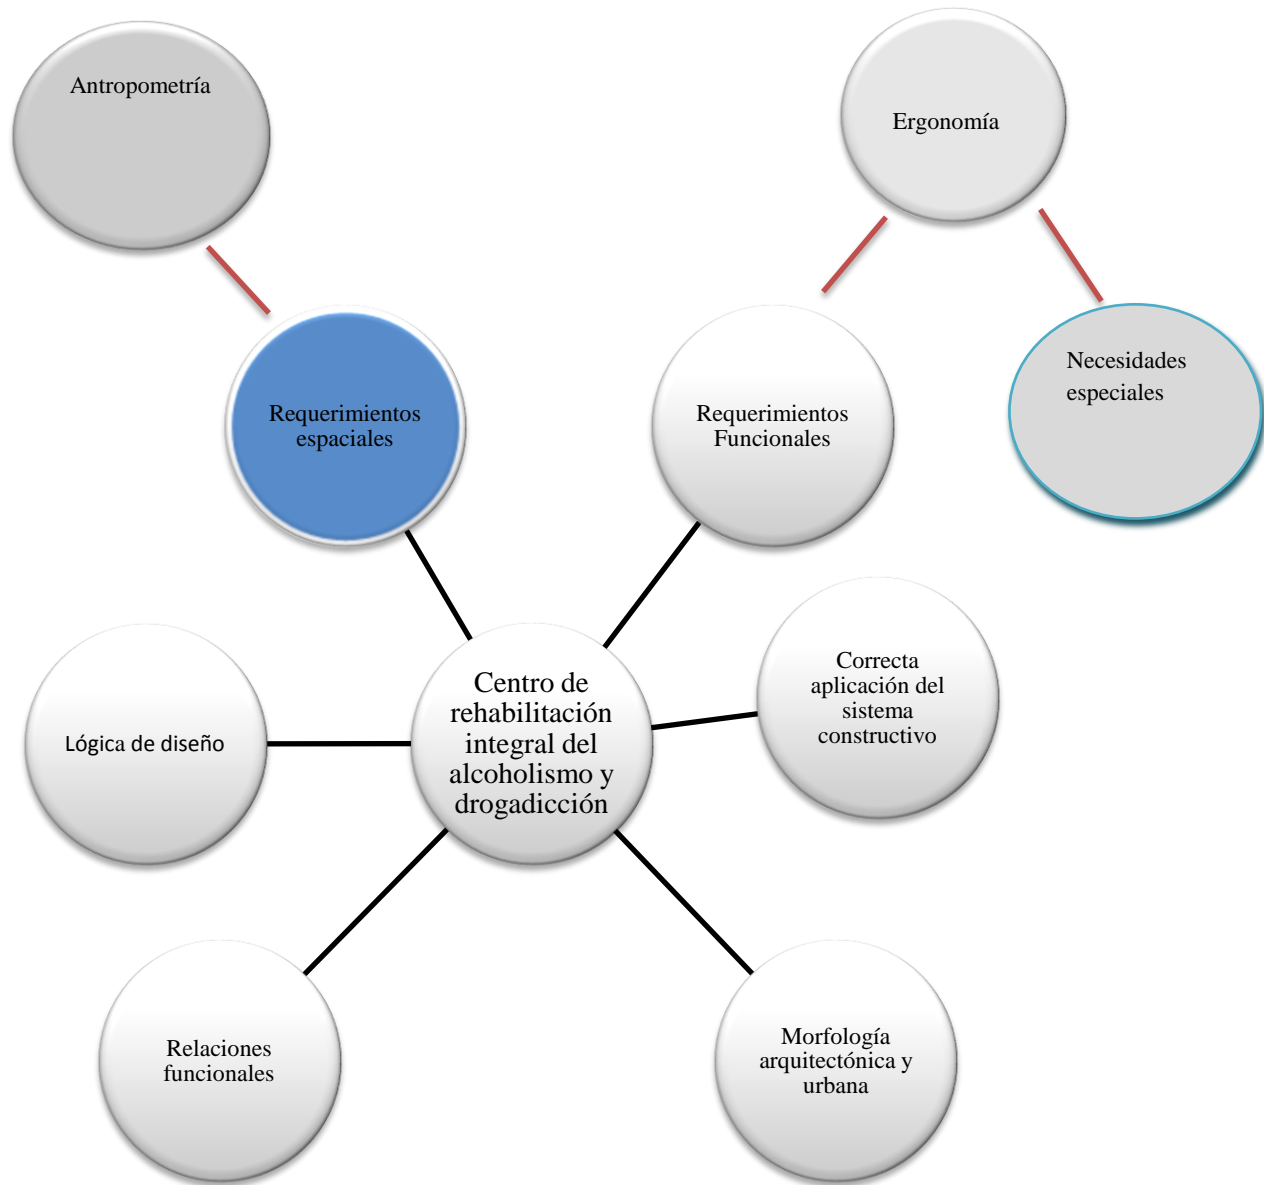 Antropometría
Ergonomía
Requerimientos
espaciales
Requerimientos
Funcionales
Necesidades
especiales
Centro de
rehabilitación
integral del
alcoholismo y
drogadicción
Correcta
aplicación del
sistema
constructivo
Lógica de diseño
Relaciones
funcionales
Morfología
arquitectónica y
urbana